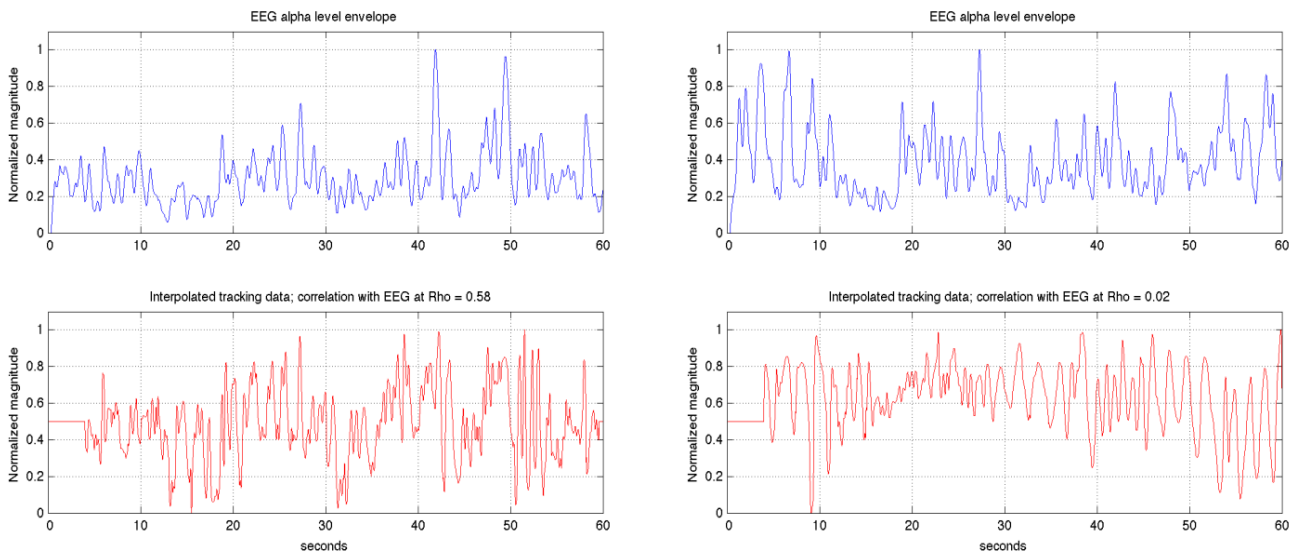 EEG alpha level envelope
Normalized magnitude
1
0.8
0.6
0.4
0.2
0
0 10 20 30 40 50 60
EEG alpha level envelope
Normalized magnitude
1
0.8
0.6
0.4
0.2
0
0 10 20 30 40 50 60
Interpolated tracking data; correlation with EEG at Rho = 0.58
Normalized magnitude
1
0.8
0.6
0.4
0.2
0
0 10 20 30 40 50 60
seconds
Interpolated tracking data; correlation with EEG at Rho = 0.02
Normalized magnitude
1
0.8
0.6
0.4
0.2
0
0 10 20 30 40 50 60
seconds